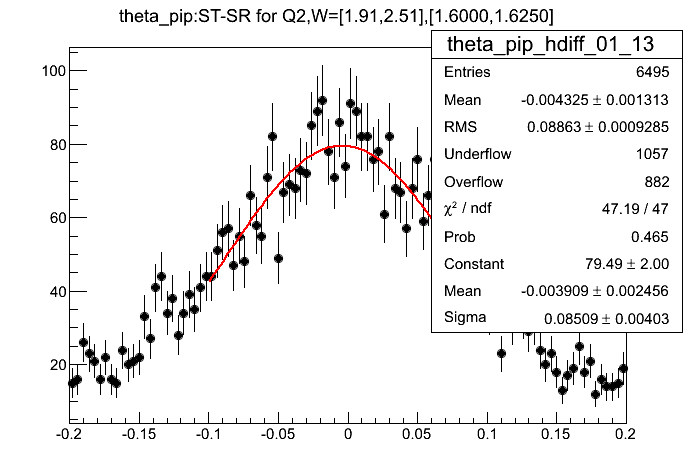 theta_pip:ST-SR for Q2,W=[1.91,2.51],[1.6000,1.6250]
theta_pip_hdiff_01_13
Entries 6495
Mean -0.004325 ± 0.001313
RMS 0.08863 ± 0.0009285
Underflow 1057
Overflow 882
χ² / ndf 47.19 / 47
Prob 0.465
Constant 79.49 ± 2.00
Mean -0.003909 ± 0.002456
Sigma 0.08509 ± 0.00403
100
80
60
40
20
-0.2 -0.15 -0.1 -0.05 0 0.05 0.1 0.15 0.2